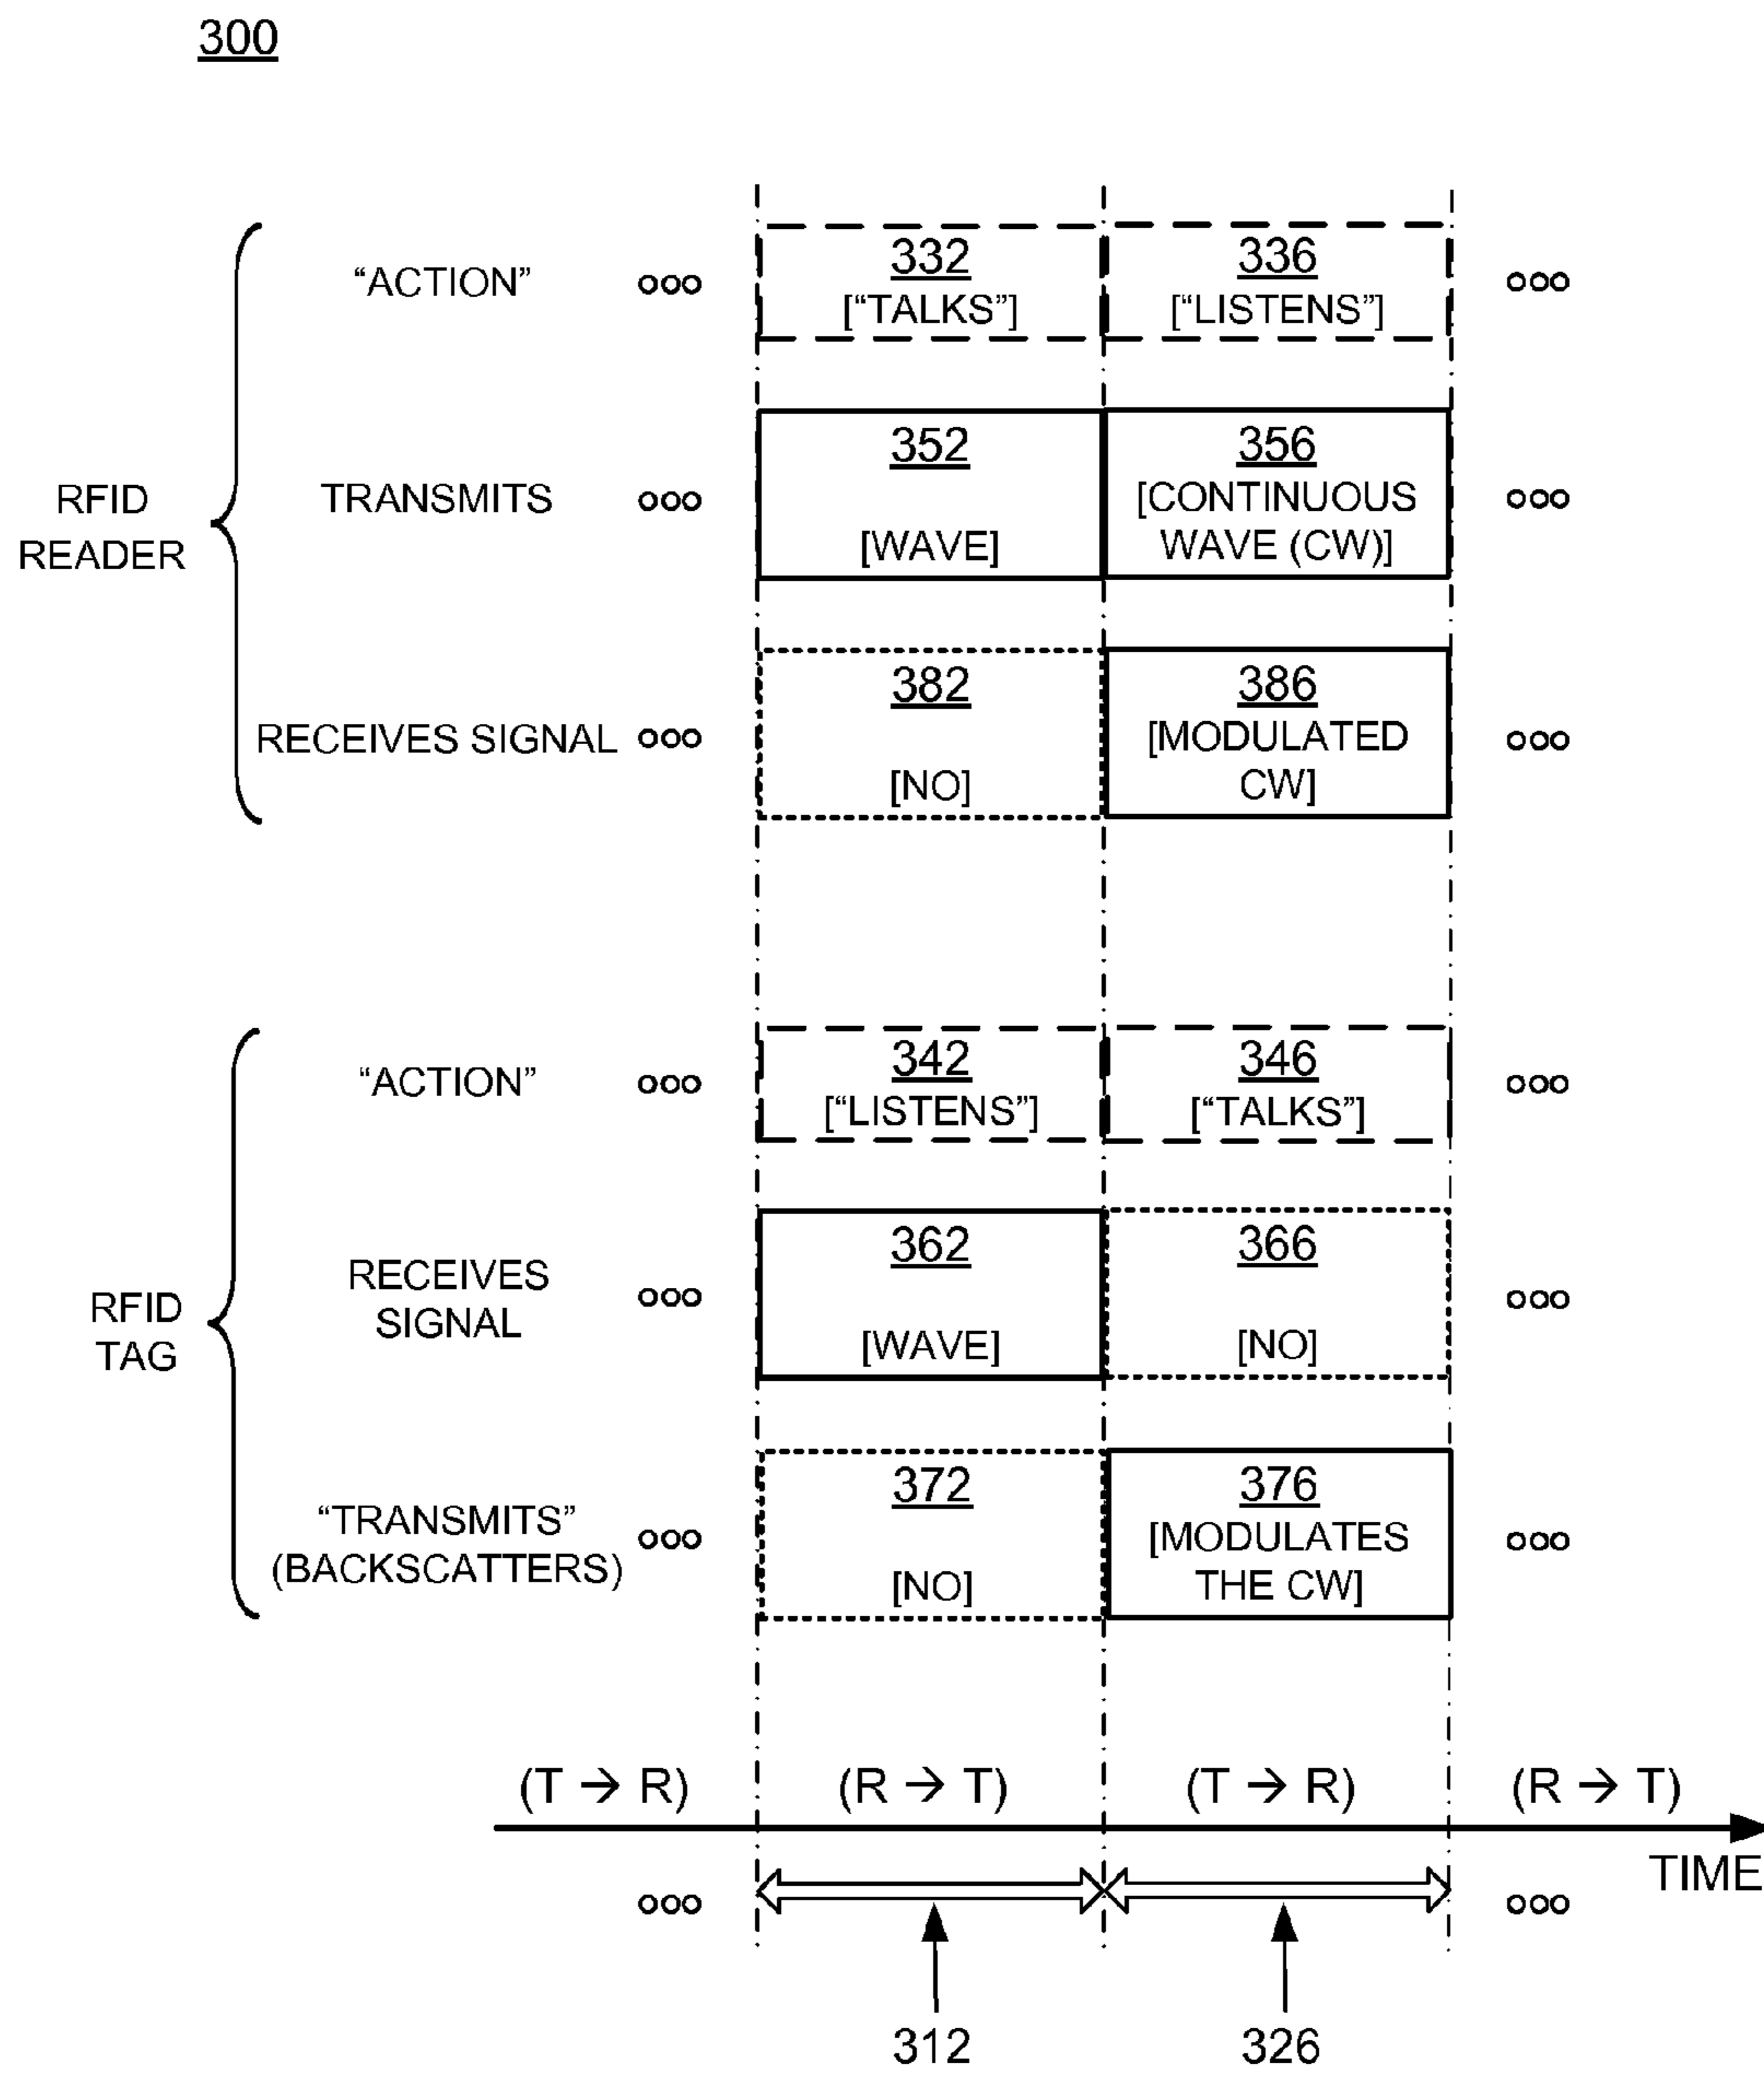 300
"ACTION" ooo 332 336 ooo
["TALKS"] ["LISTENS"]
RFID READER
TRANSMITS ooo 352 356 ooo
[WAVE] [CONTINUOUS
WAVE (CW)]
RECEIVES SIGNAL ooo 382 386 ooo
[NO] [MODULATED
CW]
"ACTION" ooo 342 346 ooo
["LISTENS"] ["TALKS"]
RFID TAG
RECEIVES
SIGNAL ooo 362 366 ooo
[WAVE] [NO]
"TRANSMITS"
(BACKSCATTERS) ooo 372 376 ooo
[NO] [MODULATES
THE CW]
(T → R) (R → T) (T → R) (R → T)
TIME
ooo ooo
312 326